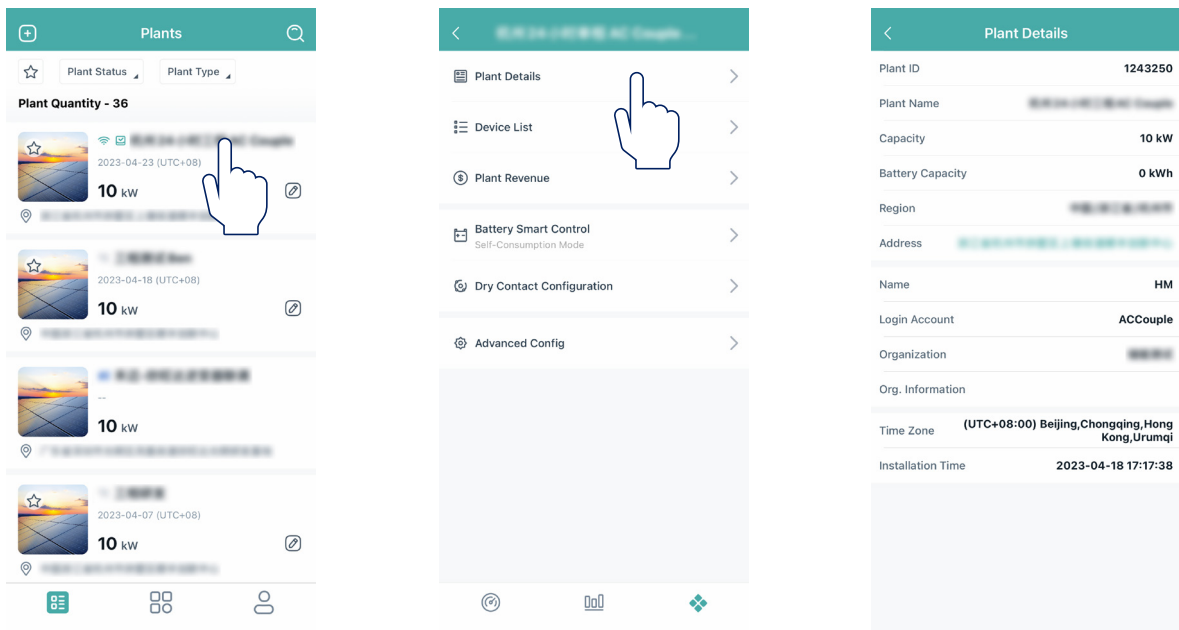 Plants
Plant Status
Plant Type
Plant Quantity - 36
AC Couple
2023-04-23 (UTC+08)
10 kW
2023-04-18 (UTC+08)
10 kW
--
10 kW
2023-04-07 (UTC+08)
10 kW
AC Couple ...
Plant Details
Device List
Plant Revenue
Battery Smart Control
Self-Consumption Mode
Dry Contact Configuration
Advanced Config
Plant Details
Plant ID 1243250
Plant Name
Capacity 10 kW
Battery Capacity 0 kWh
Region
Address
Name HM
Login Account ACCouple
Organization
Org. Information
Time Zone (UTC+08:00) Beijing,Chongqing,Hong
Kong,Urumqi
Installation Time 2023-04-18 17:17:38